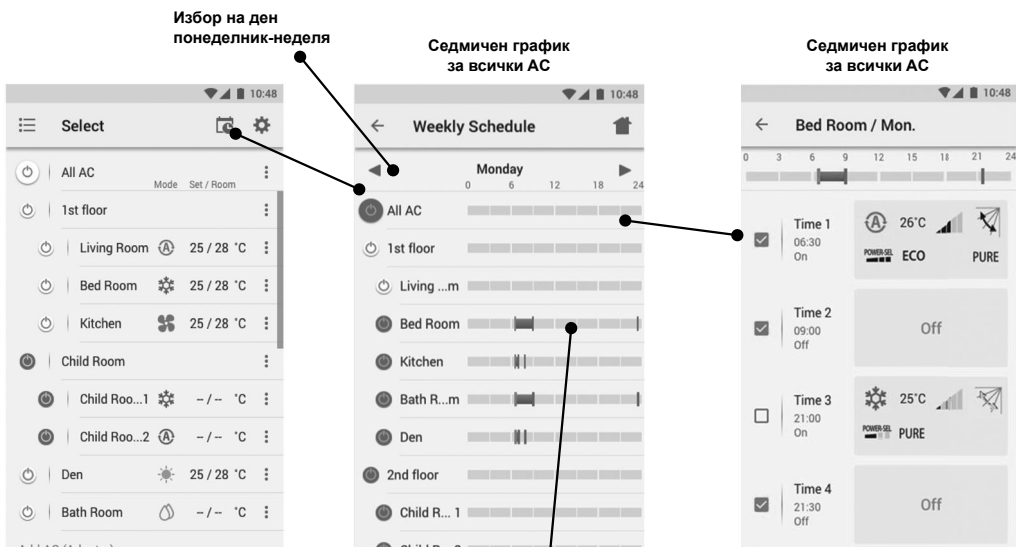 Избор на ден
понеделник-неделя
Седмичен график
за всички AC
Седмичен график
за всички AC
10:48
Select
All AC
Mode Set / Room
1st floor
Living Room A 25 / 28 °C
Bed Room 25 / 28 °C
Kitchen 25 / 28 °C
Child Room
Child Roo...1 -- / -- °C
Child Roo...2 A -- / -- °C
Den 25 / 28 °C
Bath Room -- / -- °C
10:48
Weekly Schedule
Monday
0 6 12 18 24
All AC
1st floor
Living ...m
Bed Room
Kitchen
Bath R...m
Den
2nd floor
Child R... 1
10:48
Bed Room / Mon.
0 3 6 9 12 15 18 21 24
Time 1
06:30
On
A 26°C
POWER-SEL ECO PURE
Time 2
09:00
Off
Off
Time 3
21:00
On
25°C
POWER-SEL PURE
Time 4
21:30
Off
Off